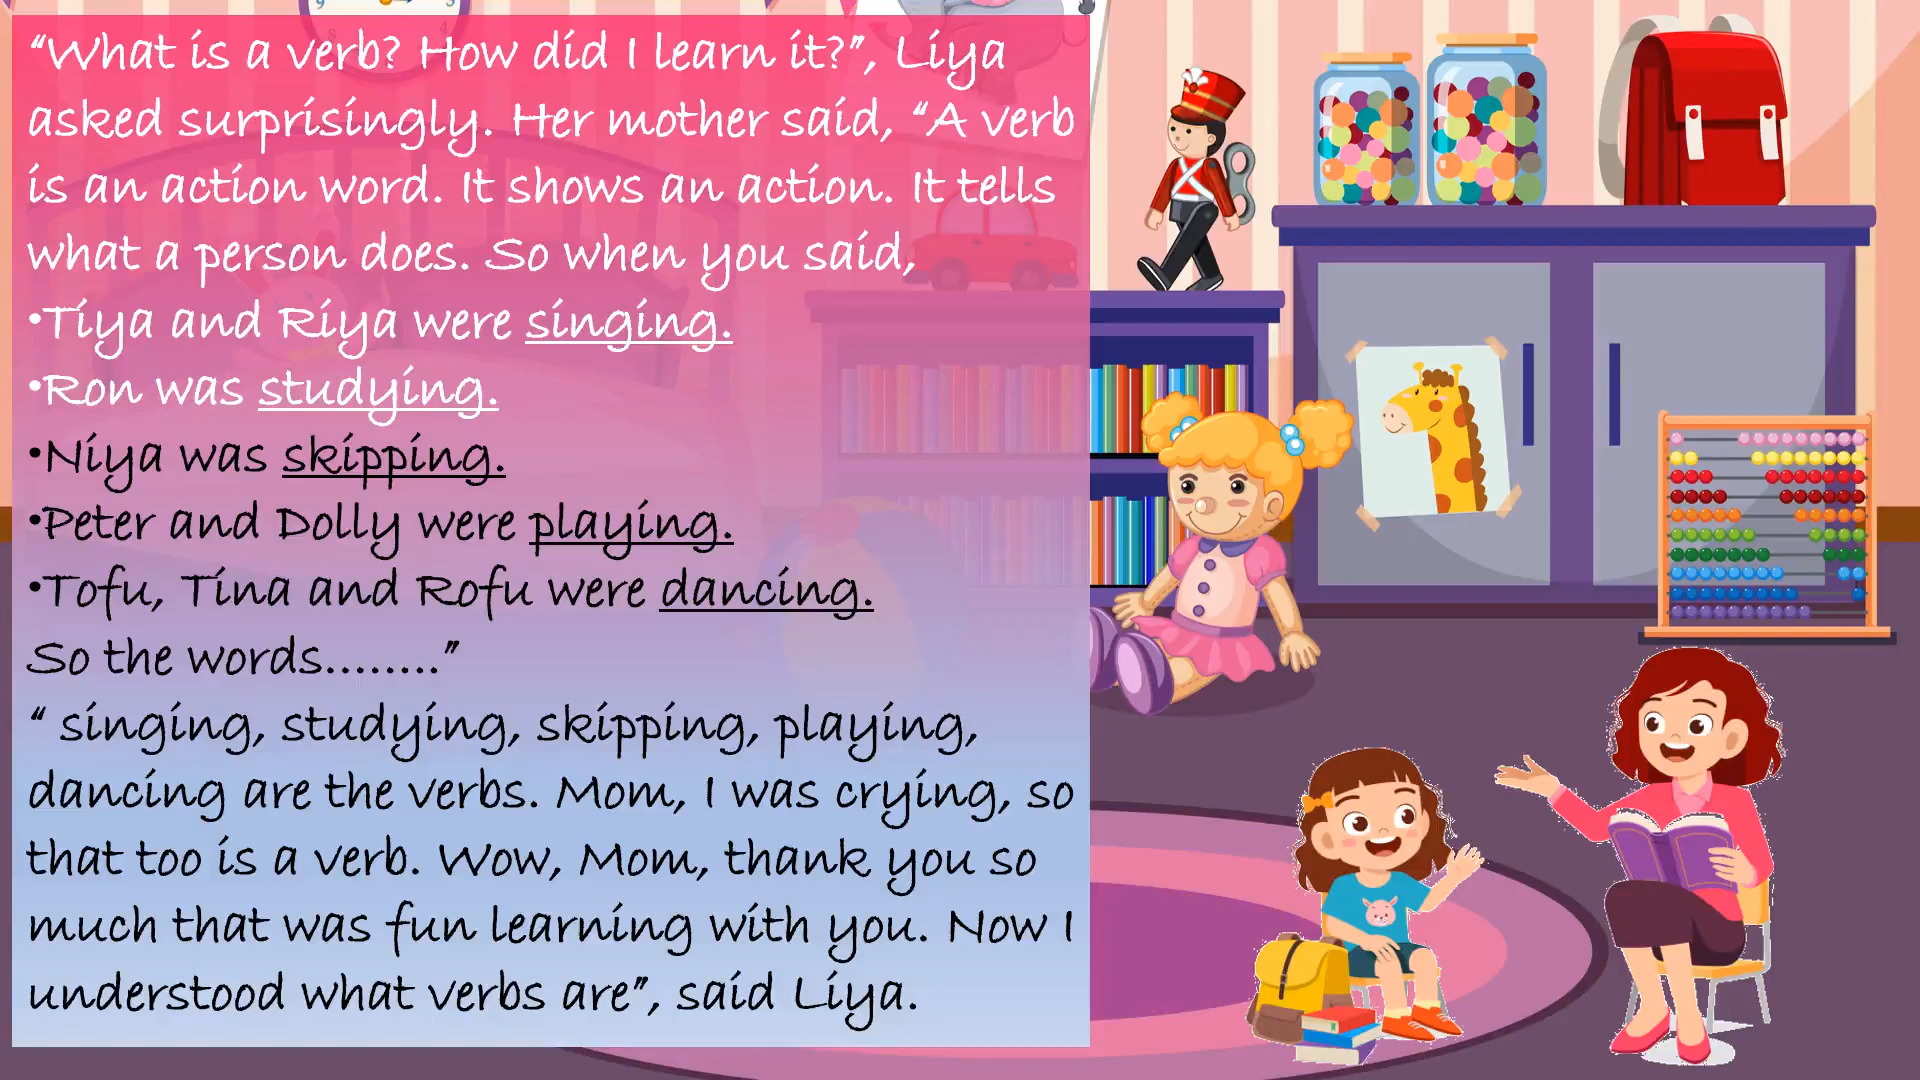 “What is a verb? How did I learn it?”, Liya
asked surprisingly. Her mother said, “A verb
is an action word. It shows an action. It tells
what a person does. So when you said,
•Tiya and Riya were singing.
•Ron was studying.
•Niya was skipping.
•Peter and Dolly were playing.
•Tofu, Tina and Rofu were dancing.
So the words........”
“ singing, studying, skipping, playing,
dancing are the verbs. Mom, I was crying, so
that too is a verb. Wow, Mom, thank you so
much that was fun learning with you. Now I
understood what verbs are”, said Liya.